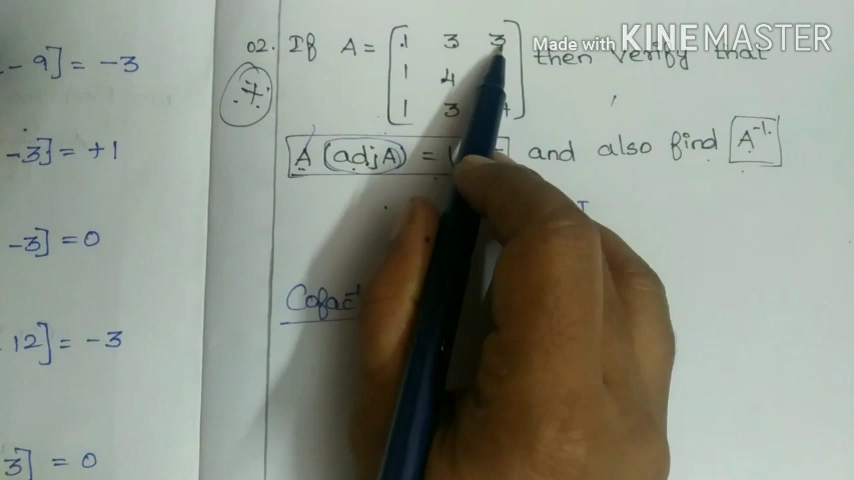 - 9] = -3
-3] = +1
-3] = 0
12] = -3
3] = 0
02. If A = [ 1 3 3
1 4
1 3 4 ] then verify that
A (adjA) = and also find A⁻¹.
Made with KINEMASTER